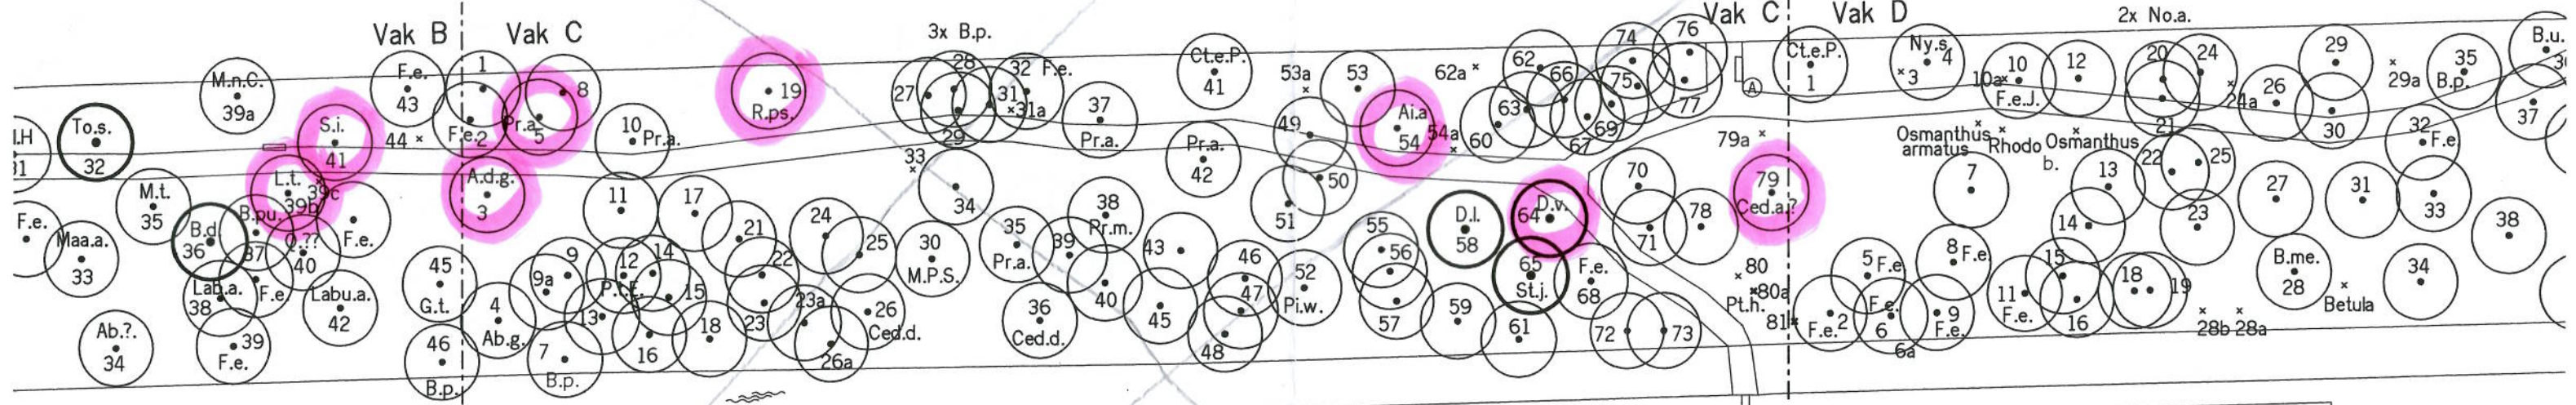 Vak B
Vak C
3x B.p.
Vak C
Vak D
2x No.a.
To.s.
32
M.n.C.
39a
S.i.
41
F.e.
43
44
1
F.e.
2
Pr.a.
5
8
10
Pr.a.
19
R.ps.
27
28
29
31
31a
32
F.e.
37
Pr.a.
Ct.e.P.
41
Pr.a.
42
53a
53
49
50
51
Ai.a.
54
54a
62a
60
62
63
66
67
69
74
75
76
77
A
Ct.e.P.
1
Ny.s.
4
3
10a
10
F.e.J.
12
20
21
24
24a
26
29
30
29a
35
B.p.
B.u.
37
31
F.e.
Maa.a.
33
M.t.
35
B.d.
36
L.t.
39b
39c
B.pu.
37
F.e.
Q.??
40
F.e.
Lab.a.
38
Labu.a.
42
39
F.e.
Ab.?.
34
45
G.t.
46
B.p.
A.d.g.
3
4
Ab.g.
9
9a
7
B.p.
11
12
P.c.F.
13
14
15
16
17
18
21
22
23
23a
24
25
26
Ced.d.
26a
30
M.P.S.
33
34
35
Pr.a.
36
Ced.d.
38
Pr.m.
39
40
43
45
46
47
48
52
Pi.w.
55
56
57
D.l.
58
59
61
D.v.
64
65
St.j.
F.e.
68
70
71
72
73
78
79a
79
Ced.a.?
80
80a
Pt.h.
81
F.e.
2
5
F.e.
F.e.
6
6a
8
F.e.
9
F.e.
Osmanthus
armatus
Rhodo
Osmanthus
b.
7
11
F.e.
13
14
15
16
18
19
22
25
23
27
31
32
F.e.
33
B.me.
28
28b
28a
Betula
34
38